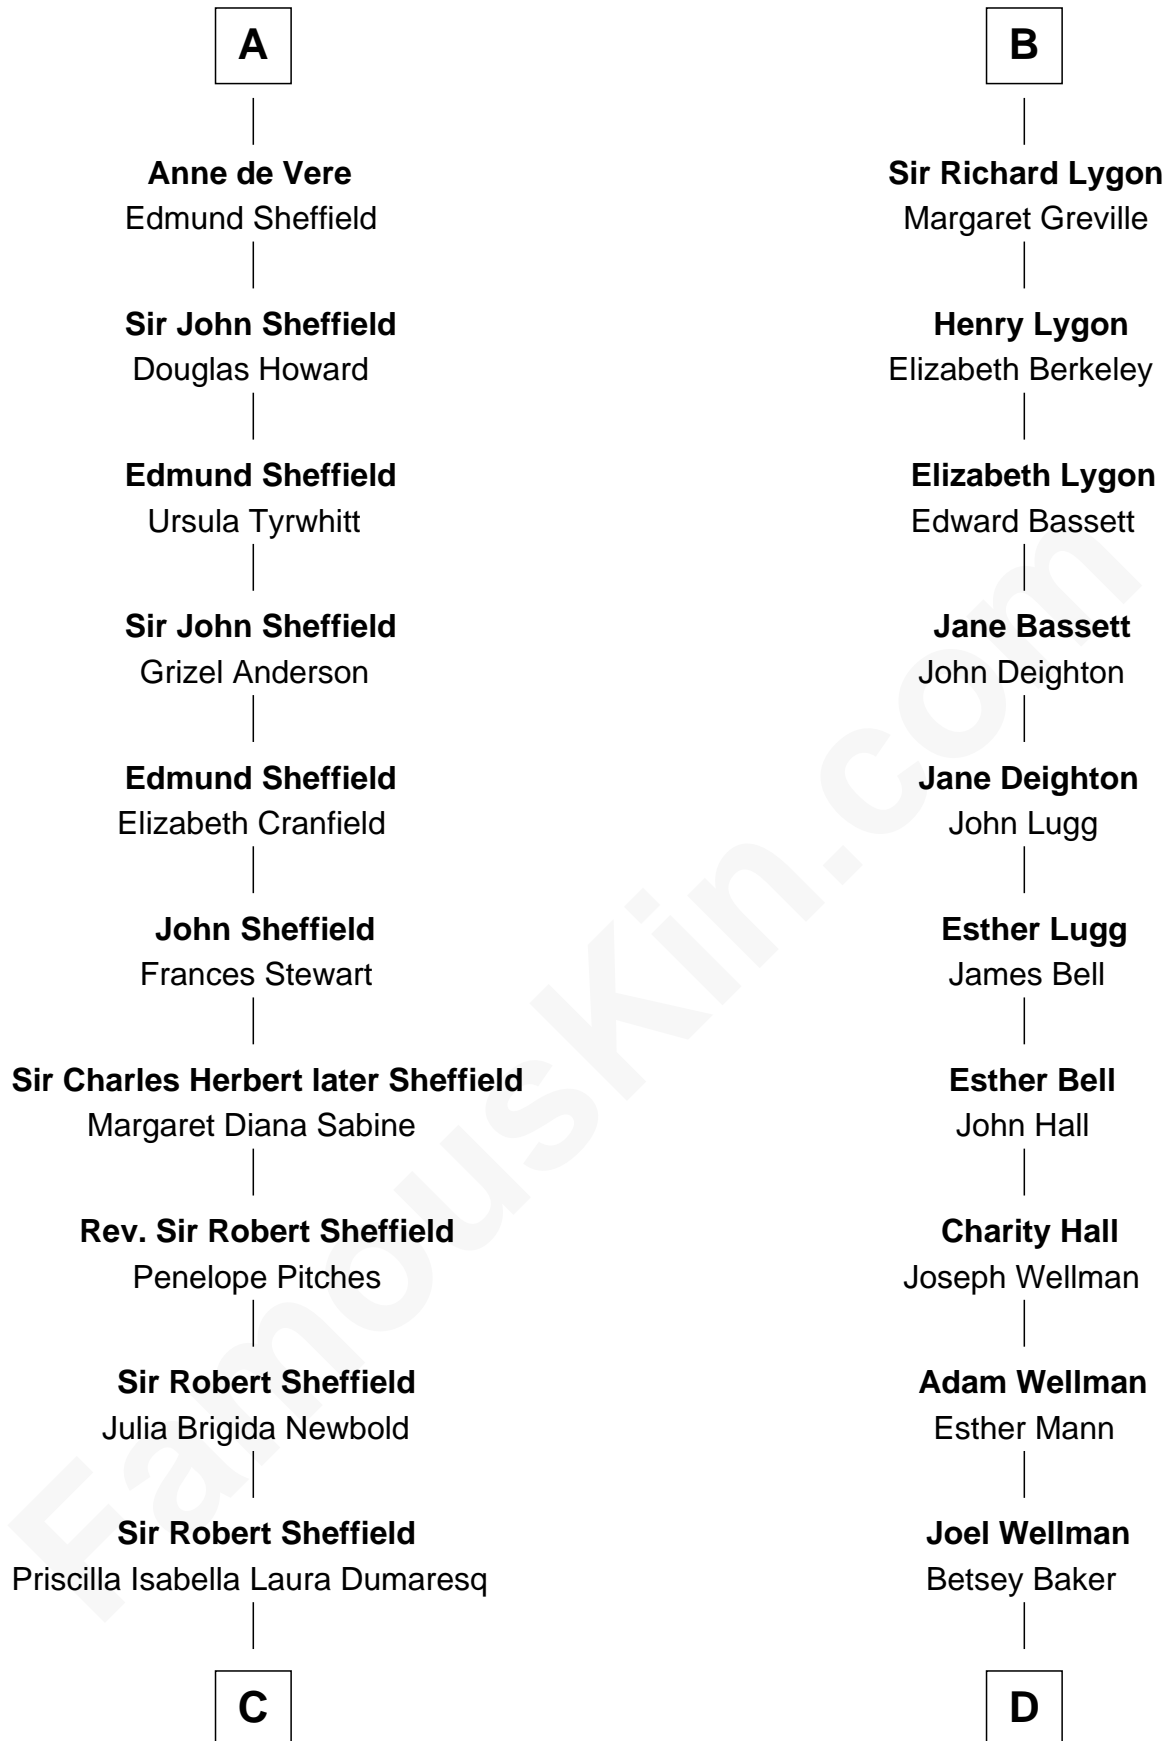 A
Anne de Vere
Edmund Sheffield
Sir John Sheffield
Douglas Howard
Edmund Sheffield
Ursula Tyrwhitt
Sir John Sheffield
Grizel Anderson
Edmund Sheffield
Elizabeth Cranfield
John Sheffield
Frances Stewart
Sir Charles Herbert later Sheffield
Margaret Diana Sabine
Rev. Sir Robert Sheffield
Penelope Pitches
Sir Robert Sheffield
Julia Brigida Newbold
Sir Robert Sheffield
Priscilla Isabella Laura Dumaresq
C
B
Sir Richard Lygon
Margaret Greville
Henry Lygon
Elizabeth Berkeley
Elizabeth Lygon
Edward Bassett
Jane Bassett
John Deighton
Jane Deighton
John Lugg
Esther Lugg
James Bell
Esther Bell
John Hall
Charity Hall
Joseph Wellman
Adam Wellman
Esther Mann
Joel Wellman
Betsey Baker
D
FamousKin.com